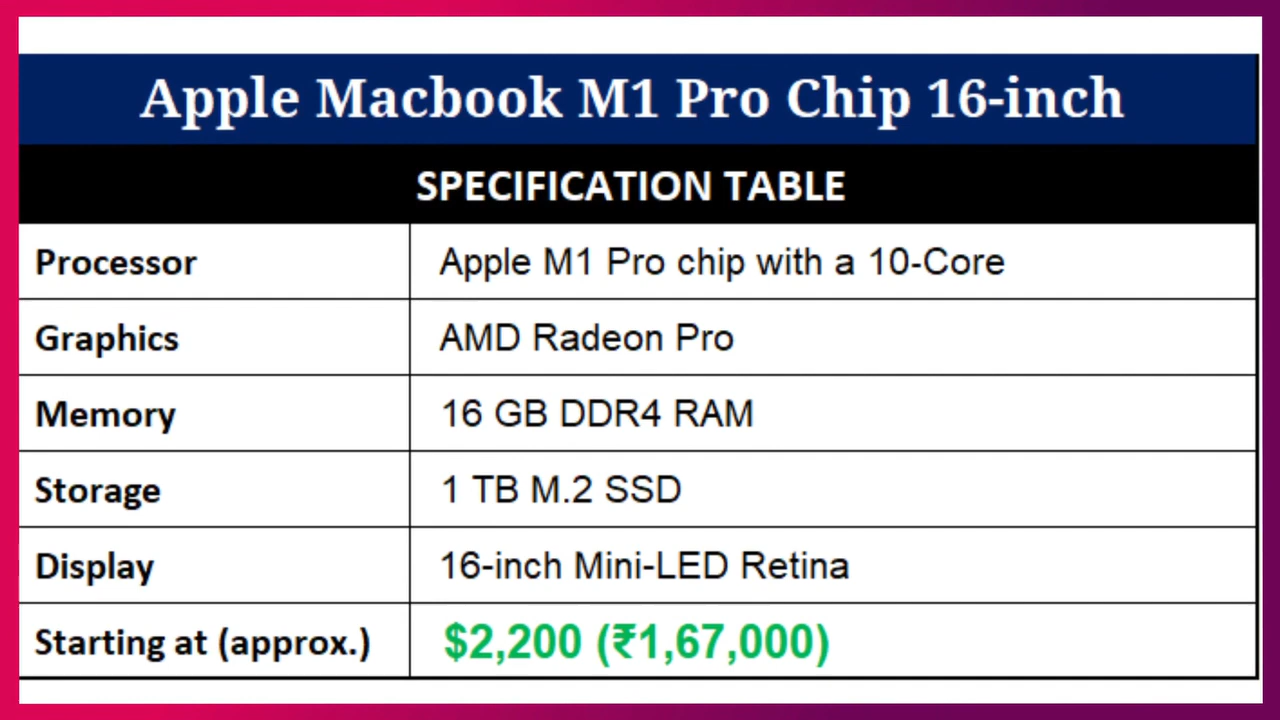 Apple Macbook M1 Pro Chip 16-inch
SPECIFICATION TABLE
Processor Apple M1 Pro chip with a 10-Core
Graphics AMD Radeon Pro
Memory 16 GB DDR4 RAM
Storage 1 TB M.2 SSD
Display 16-inch Mini-LED Retina
Starting at (approx.) $2,200 (₹1,67,000)